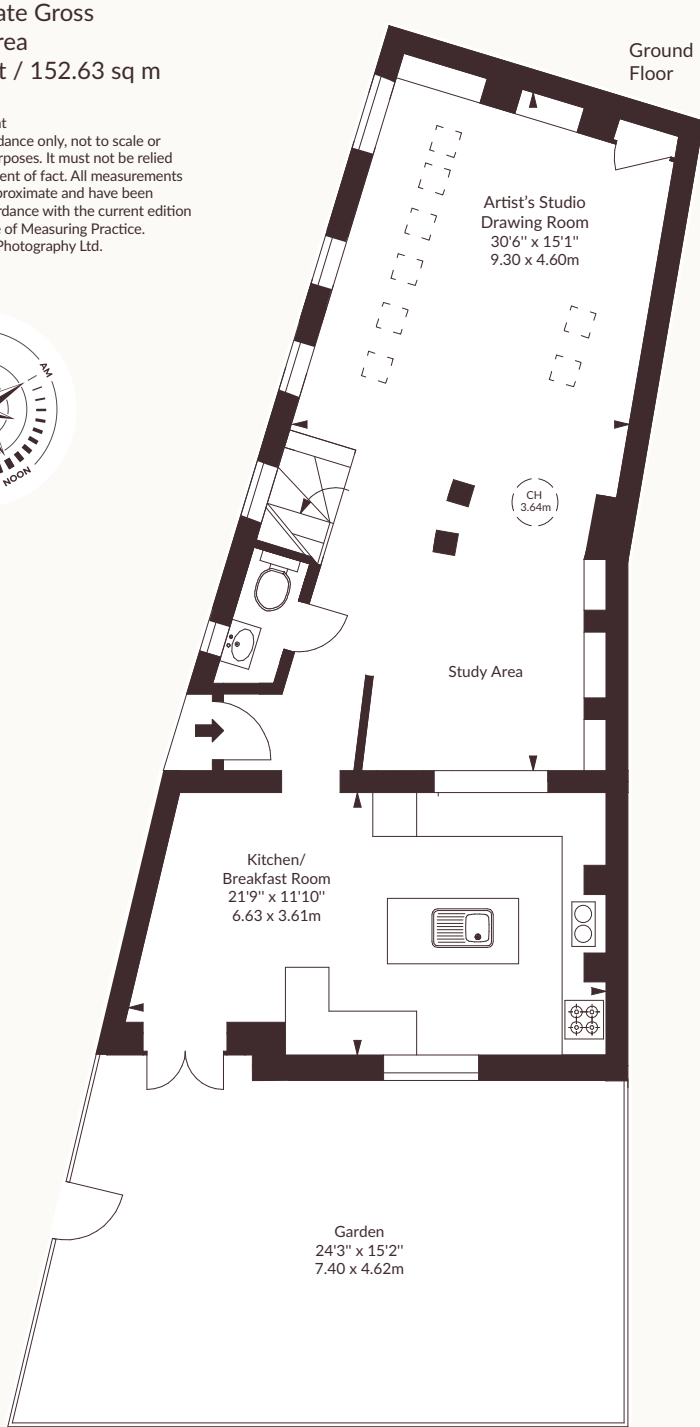 ate Gross
rea
t / 152.63 sq m
nt
dance only, not to scale or
rposes. It must not be relied
ent of fact. All measurements
proximate and have been
rdance with the current edition
e of Measuring Practice.
Photography Ltd.
AM
NOON
Ground
Floor
Artist's Studio
Drawing Room
30'6'' x 15'1''
9.30 x 4.60m
CH
3.64m
Study Area
Kitchen/
Breakfast Room
21'9'' x 11'10''
6.63 x 3.61m
Garden
24'3'' x 15'2''
7.40 x 4.62m